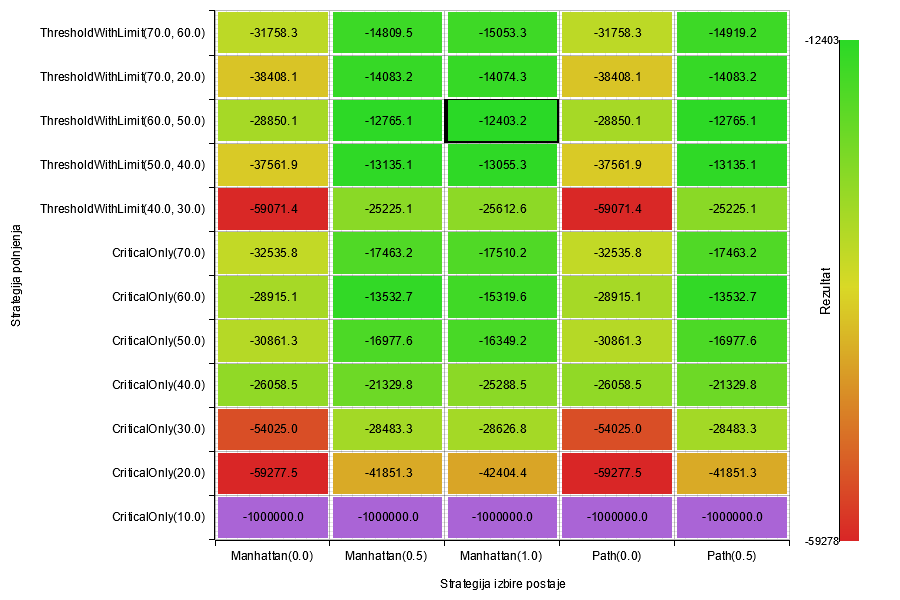 ThresholdWithLimit(70.0, 60.0) -31758.3 -14809.5 -15053.3 -31758.3 -14919.2
ThresholdWithLimit(70.0, 20.0) -38408.1 -14083.2 -14074.3 -38408.1 -14083.2
ThresholdWithLimit(60.0, 50.0) -28850.1 -12765.1 -12403.2 -28850.1 -12765.1
ThresholdWithLimit(50.0, 40.0) -37561.9 -13135.1 -13055.3 -37561.9 -13135.1
ThresholdWithLimit(40.0, 30.0) -59071.4 -25225.1 -25612.6 -59071.4 -25225.1
CriticalOnly(70.0) -32535.8 -17463.2 -17510.2 -32535.8 -17463.2
CriticalOnly(60.0) -28915.1 -13532.7 -15319.6 -28915.1 -13532.7
CriticalOnly(50.0) -30861.3 -16977.6 -16349.2 -30861.3 -16977.6
CriticalOnly(40.0) -26058.5 -21329.8 -25288.5 -26058.5 -21329.8
CriticalOnly(30.0) -54025.0 -28483.3 -28626.8 -54025.0 -28483.3
CriticalOnly(20.0) -59277.5 -41851.3 -42404.4 -59277.5 -41851.3
CriticalOnly(10.0) -1000000.0 -1000000.0 -1000000.0 -1000000.0 -1000000.0
Manhattan(0.0) Manhattan(0.5) Manhattan(1.0) Path(0.0) Path(0.5)
Strategija izbire postaje
Strategija polnjenja
-12403
Rezultat
-59278